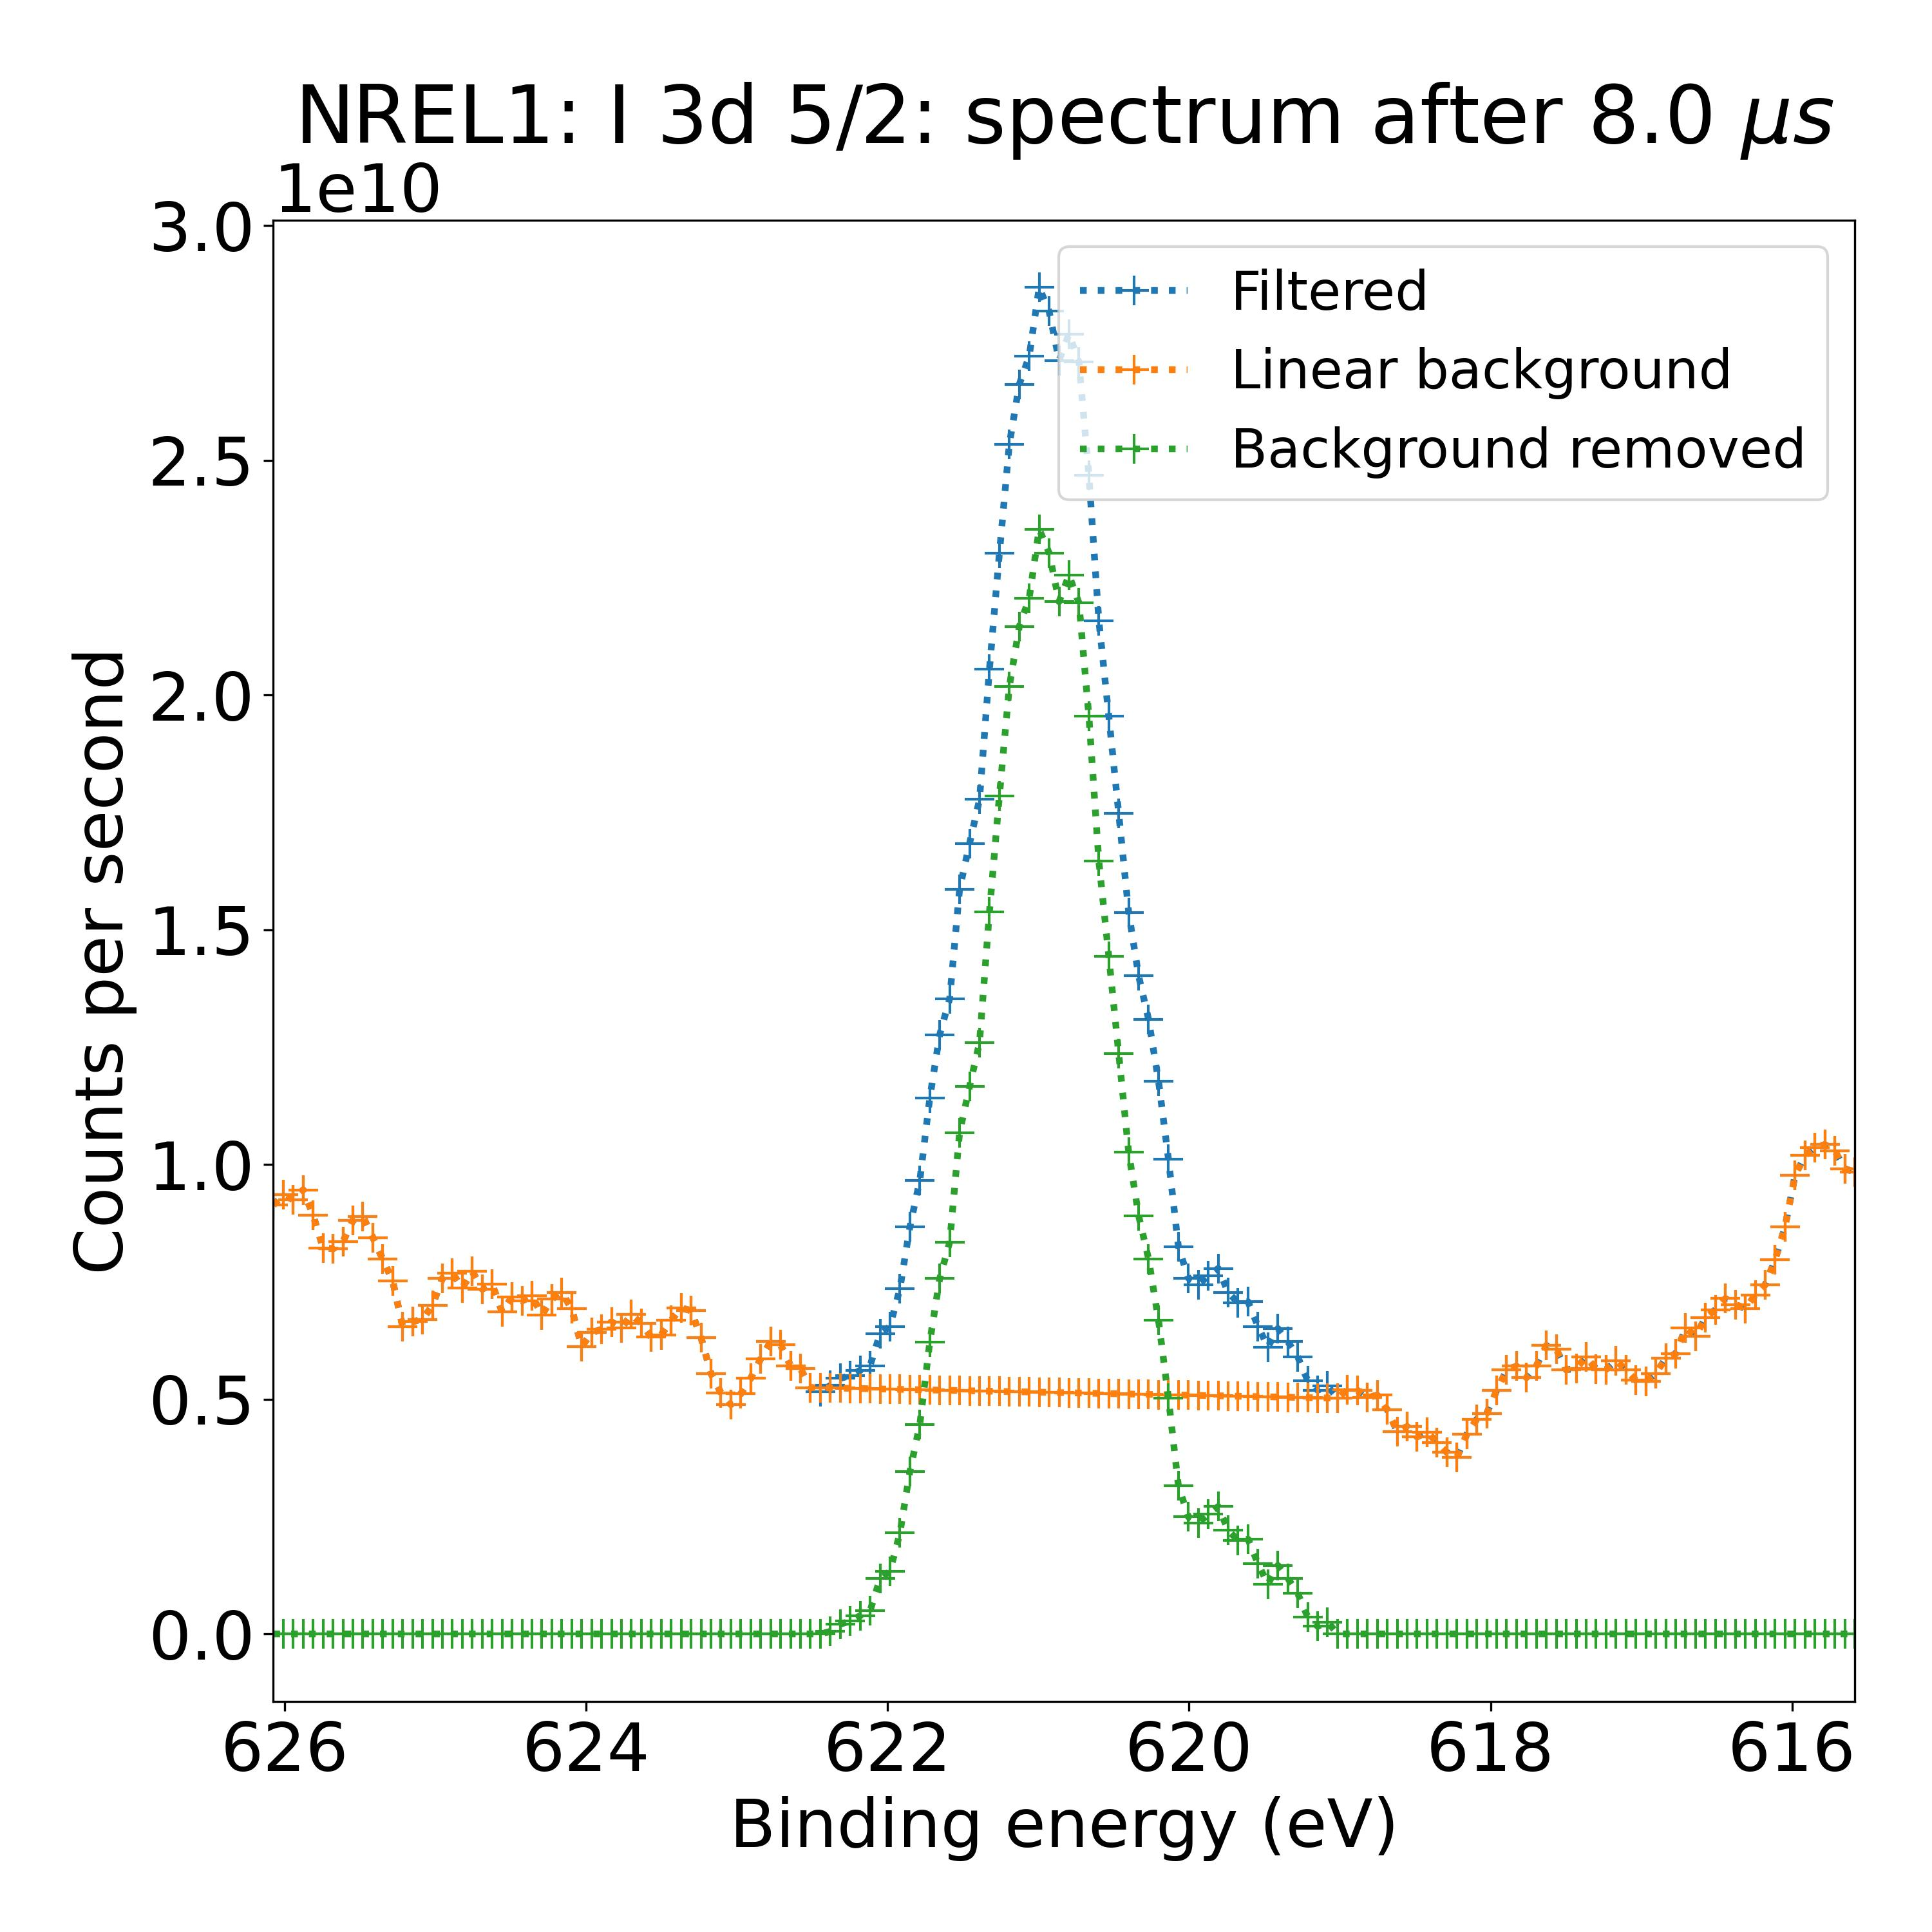 NREL1: I 3d 5/2: spectrum after 8.0 μs
1e10
3.0
2.5
2.0
1.5
1.0
0.5
0.0
Counts per second
Filtered
Linear background
Background removed
626 624 622 620 618 616
Binding energy (eV)